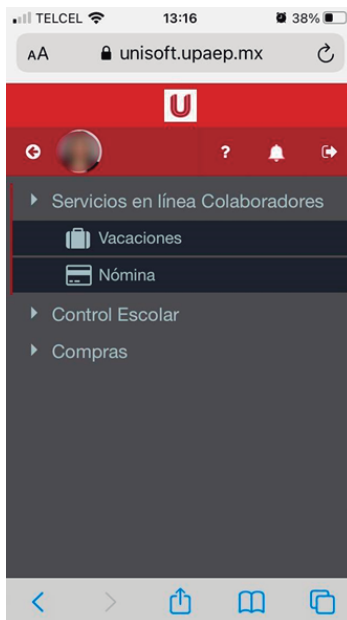 TELCEL 13:16 38%
AA unisoft.upaep.mx
U
?
Servicios en línea Colaboradores
Vacaciones
Nómina
Control Escolar
Compras